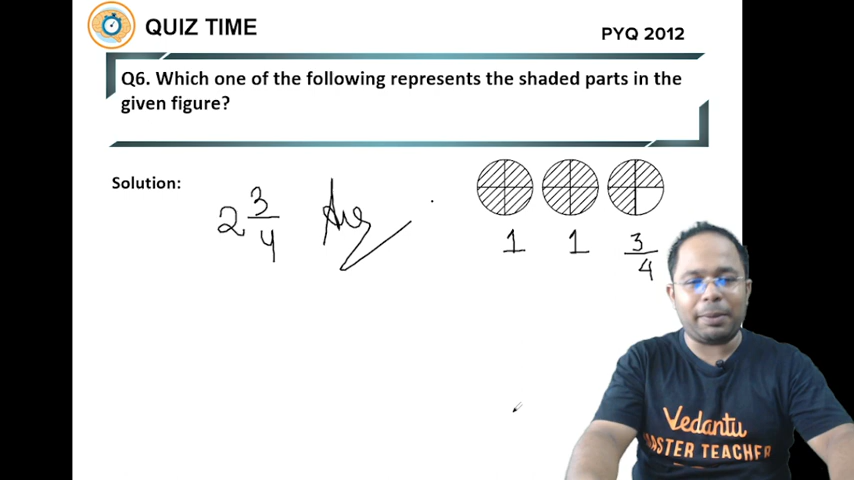 QUIZ TIME
PYQ 2012
Q6. Which one of the following represents the shaded parts in the
given figure?
Solution:
2 3/4 Ans
1 1 3/4
Vedantu
MASTER TEACHER